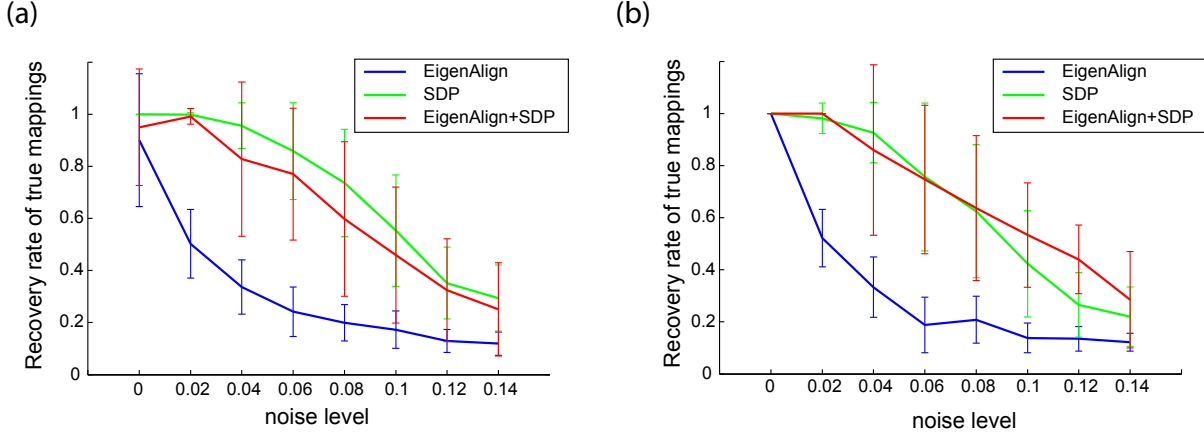 (a)
EigenAlign
SDP
EigenAlign+SDP
Recovery rate of true mappings
1
0.8
0.6
0.4
0.2
0
0 0.02 0.04 0.06 0.08 0.1 0.12 0.14
noise level
(b)
EigenAlign
SDP
EigenAlign+SDP
Recovery rate of true mappings
1
0.8
0.6
0.4
0.2
0
0 0.02 0.04 0.06 0.08 0.1 0.12 0.14
noise level